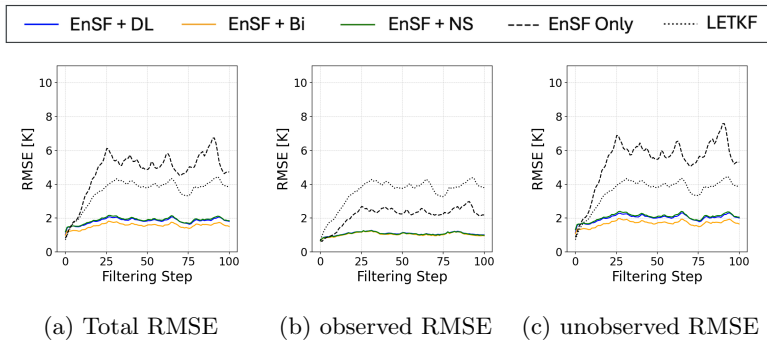 EnSF + DL EnSF + Bi EnSF + NS EnSF Only LETKF
RMSE [K]
10
8
6
4
2
0
0 25 50 75 100
Filtering Step
(a) Total RMSE
RMSE [K]
10
8
6
4
2
0
0 25 50 75 100
Filtering Step
(b) observed RMSE
RMSE [K]
10
8
6
4
2
0
0 25 50 75 100
Filtering Step
(c) unobserved RMSE